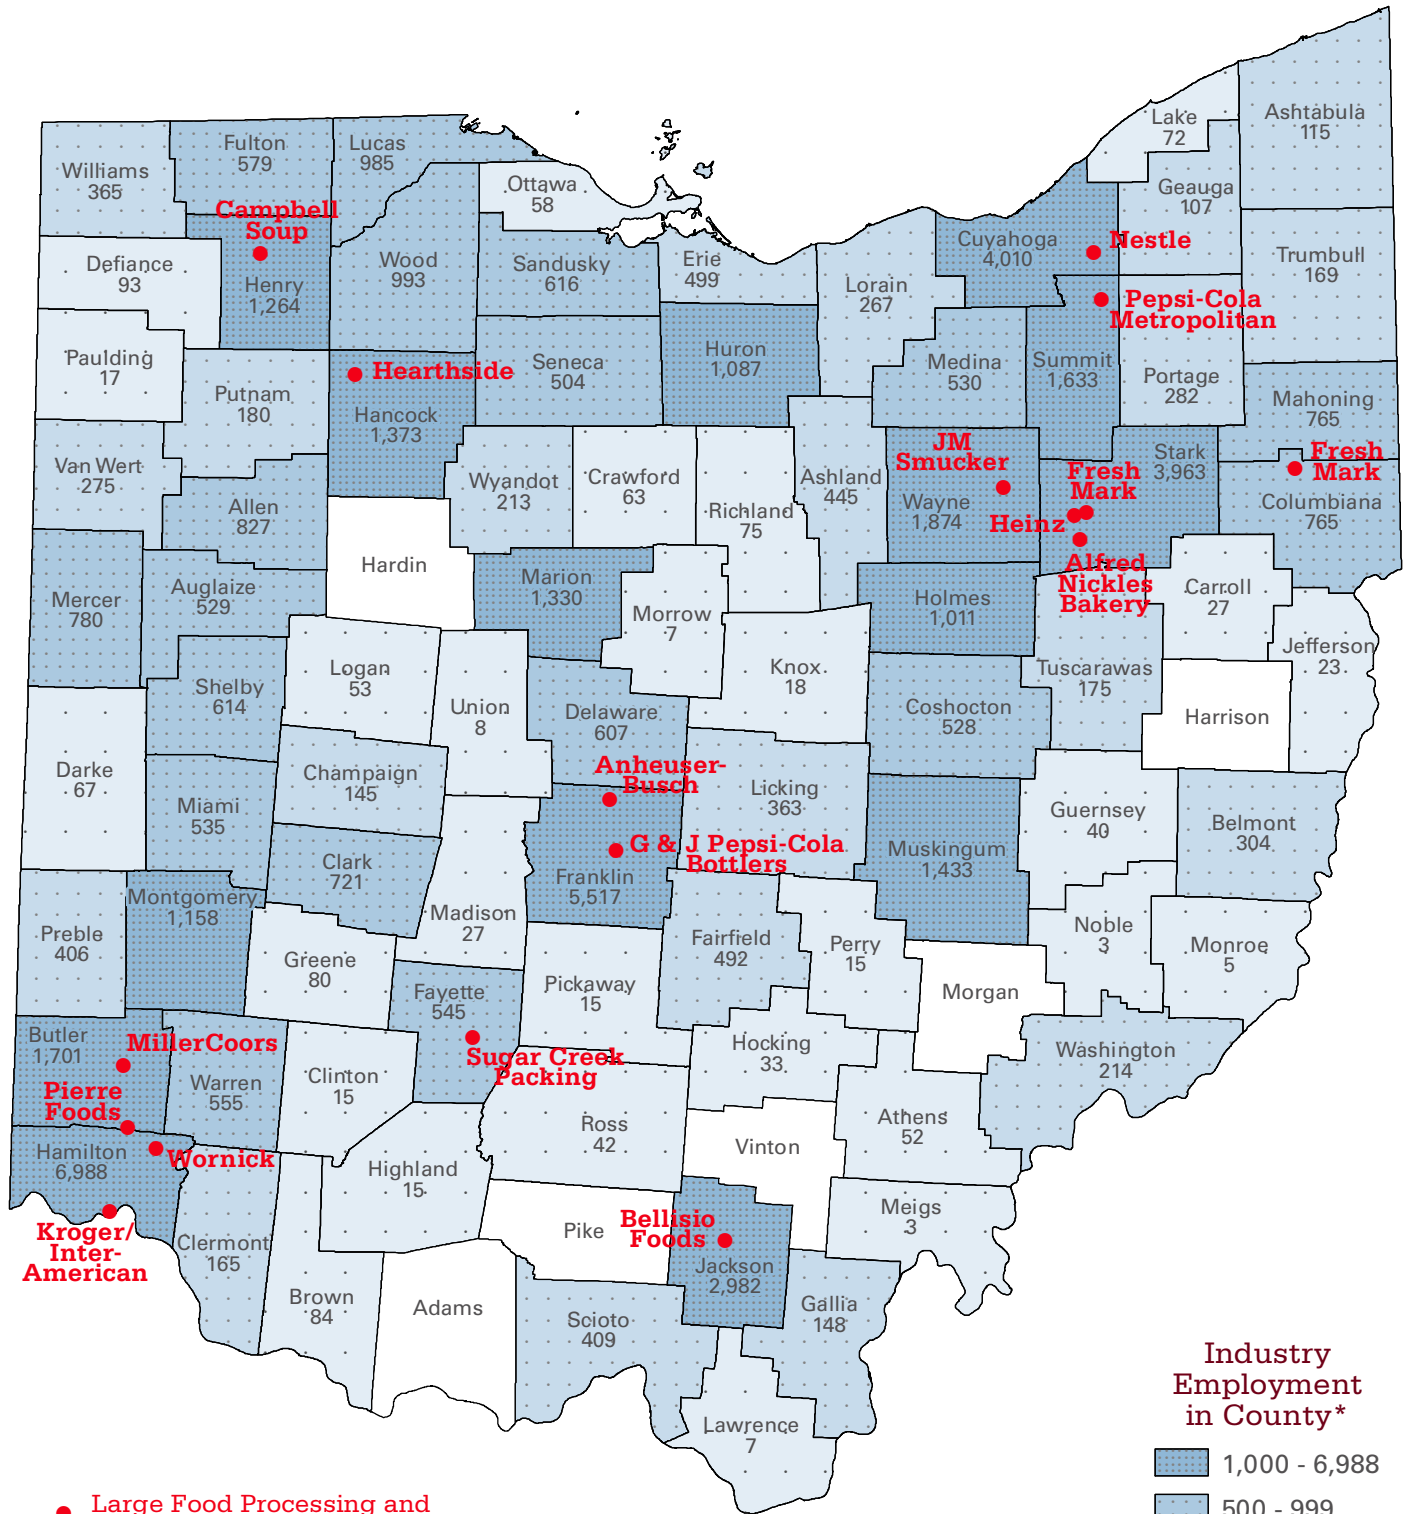 Lake
72
Ashtabula
115
Fulton
579
Lucas
985
Williams
365
Ottawa
58
Geauga
107
Campbell
Soup
Cuyahoga
4,010
Nestle
Defiance
93
Henry
1,264
Wood
993
Sandusky
616
Erie
499
Lorain
267
Trumbull
169
Pepsi-Cola
Metropolitan
Paulding
17
Putnam
180
Hearthside
Hancock
1,373
Seneca
504
Huron
1,087
Medina
530
Summit
1,633
Portage
282
Mahoning
765
Van Wert
275
Allen
827
Wyandot
213
Crawford
63
Richland
75
Ashland
445
JM
Smucker
Wayne
1,874
Fresh
Mark
Stark
3,963
Heinz
Alfred
Nickles
Bakery
Fresh
Mark
Columbiana
765
Hardin
Mercer
780
Auglaize
529
Marion
1,330
Morrow
7
Holmes
1,011
Carroll
27
Jefferson
23
Shelby
614
Logan
53
Union
8
Knox
18
Delaware
607
Coshocton
528
Tuscarawas
175
Harrison
Darke
67
Miami
535
Champaign
145
Clark
721
Anheuser-
Busch
G & J Pepsi-Cola
Bottlers
Franklin
5,517
Licking
363
Muskingum
1,433
Guernsey
40
Belmont
304
Preble
406
Montgomery
1,158
Greene
80
Madison
27
Fairfield
492
Perry
15
Noble
3
Monroe
5
Morgan
Fayette
545
Pickaway
15
Sugar Creek
Packing
Hocking
33
Washington
214
Butler
1,701
MillerCoors
Pierre
Foods
Warren
555
Clinton
15
Ross
42
Athens
52
Vinton
Hamilton
6,988
Wornick
Kroger/
Inter-
American
Highland
15
Pike
Bellisio
Foods
Jackson
2,982
Meigs
3
Clermont
165
Brown
84
Adams
Scioto
409
Gallia
148
Lawrence
7
Industry
Employment
in County*
1,000 - 6,988
500 - 999
Large Food Processing and